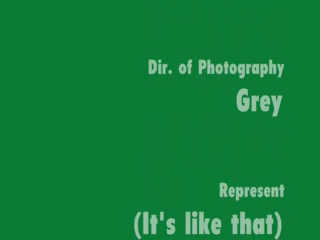 Dir. of Photography
Grey
Represent
(It's like that)